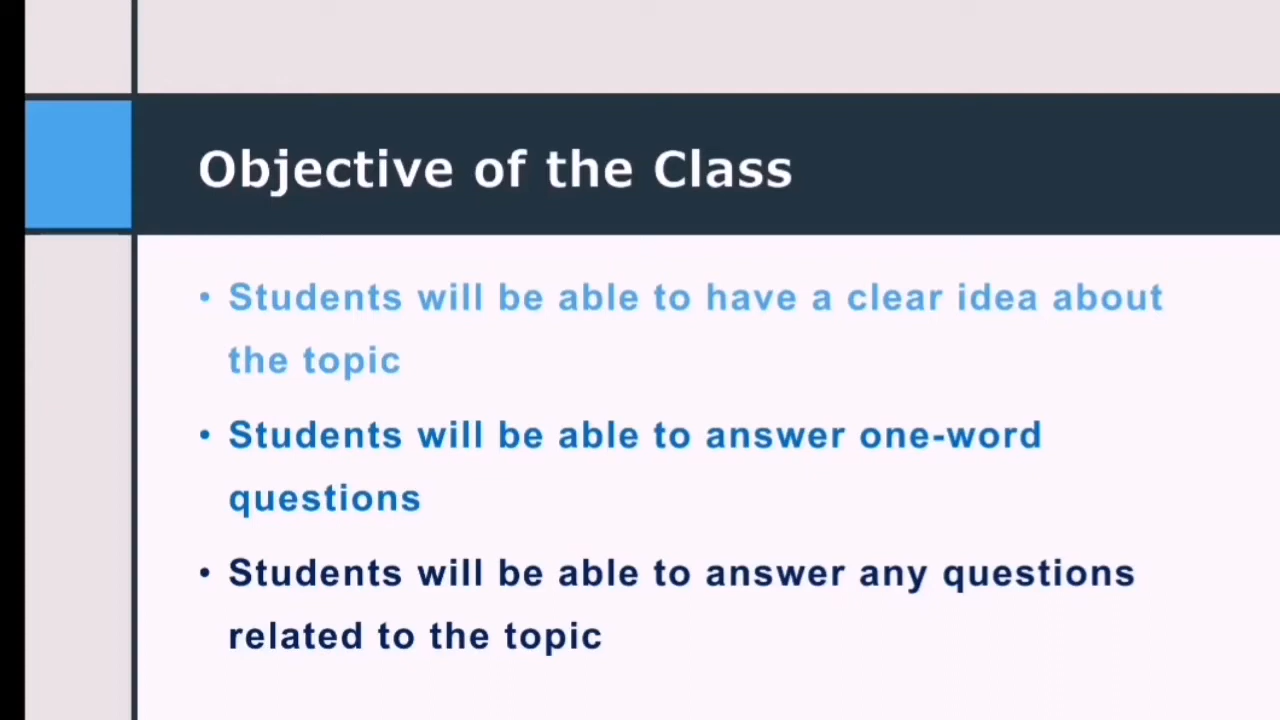 Objective of the Class
• Students will be able to have a clear idea about
the topic
• Students will be able to answer one-word
questions
• Students will be able to answer any questions
related to the topic